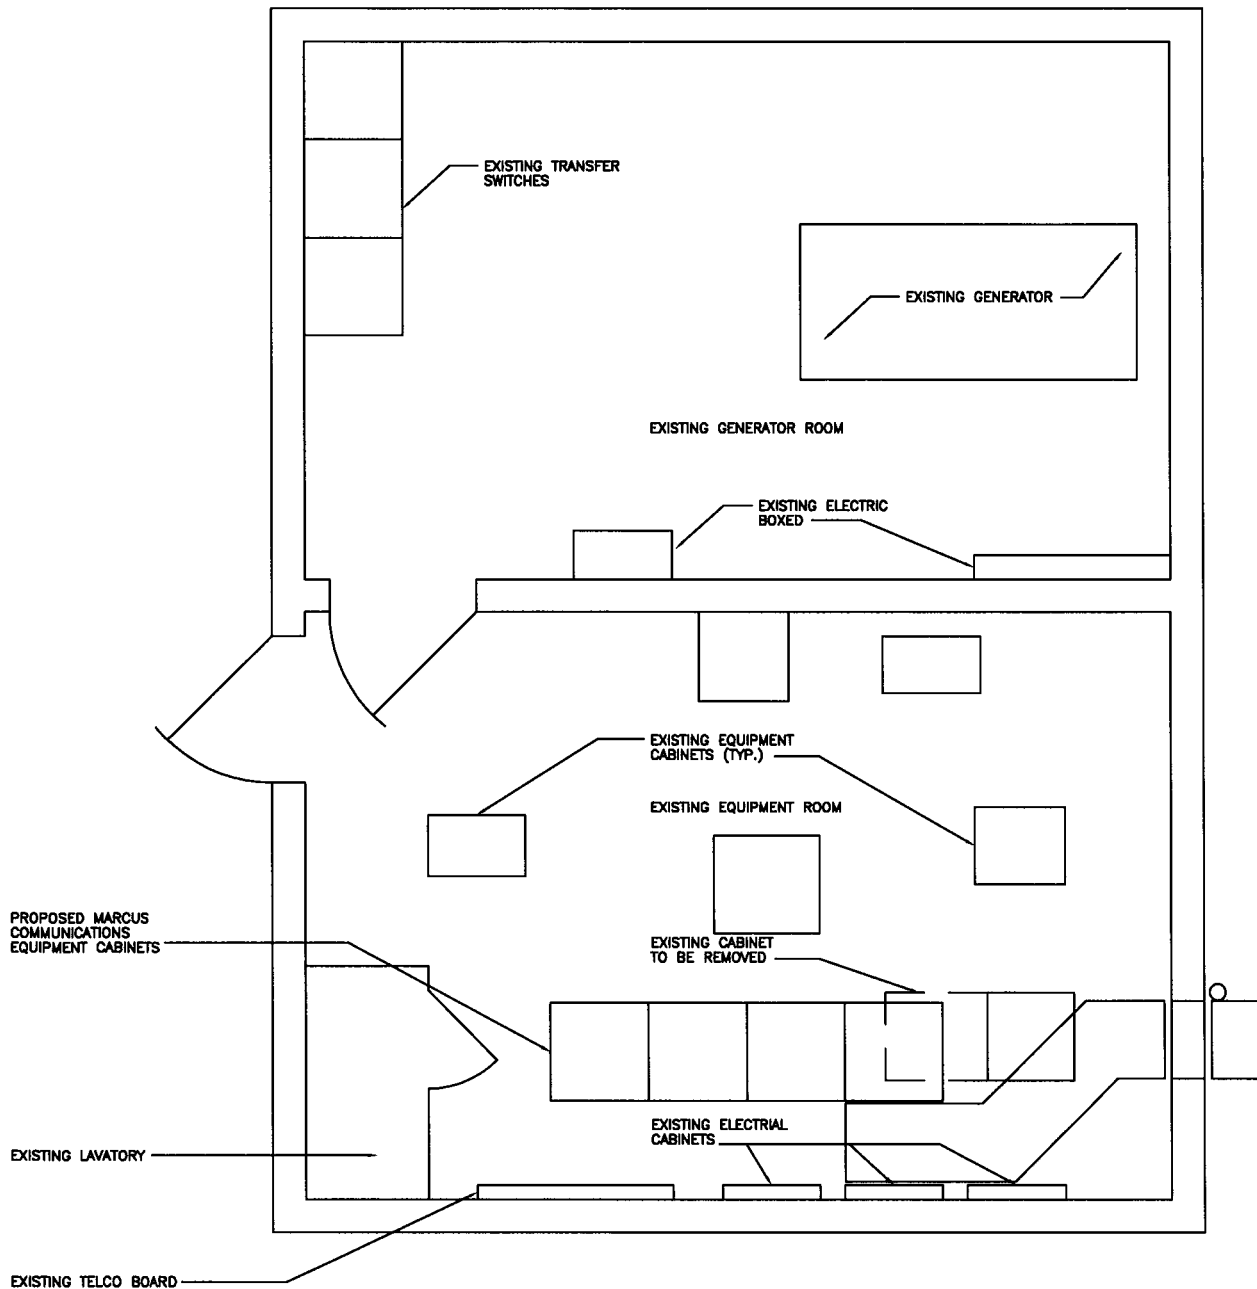 EXISTING TRANSFER
SWITCHES
EXISTING GENERATOR
EXISTING GENERATOR ROOM
EXISTING ELECTRIC
BOXED
EXISTING EQUIPMENT
CABINETS (TYP.)
EXISTING EQUIPMENT ROOM
PROPOSED MARCUS
COMMUNICATIONS
EQUIPMENT CABINETS
EXISTING CABINET
TO BE REMOVED
EXISTING ELECTRIAL
CABINETS
EXISTING LAVATORY
EXISTING TELCO BOARD